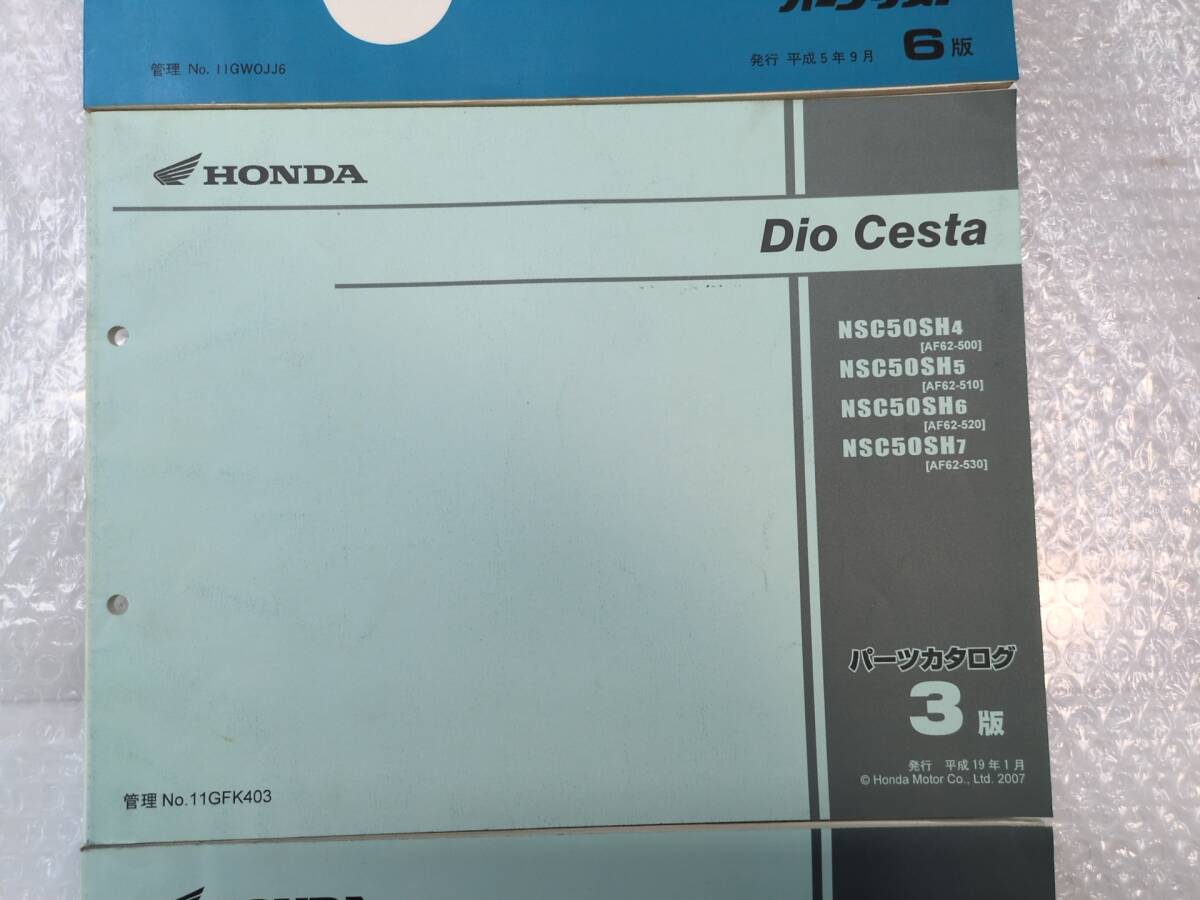 管理 No. 11GW0JJ6
発行 平成5年9月
6版
HONDA
Dio Cesta
NSC50SH4
[AF62-500]
NSC50SH5
[AF62-510]
NSC50SH6
[AF62-520]
NSC50SH7
[AF62-530]
パーツカタログ
3版
発行 平成19年1月
© Honda Motor Co., Ltd. 2007
管理 No.11GFK403
HONDA